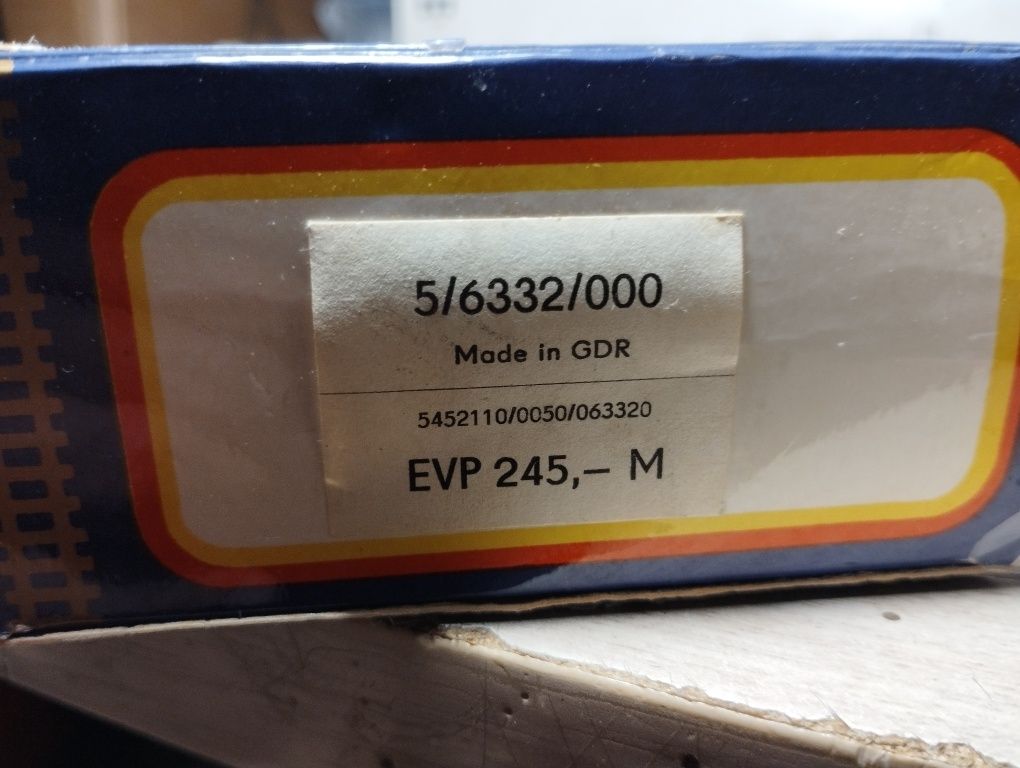 5/6332/000
Made in GDR
5452110/0050/063320
EVP 245,– M